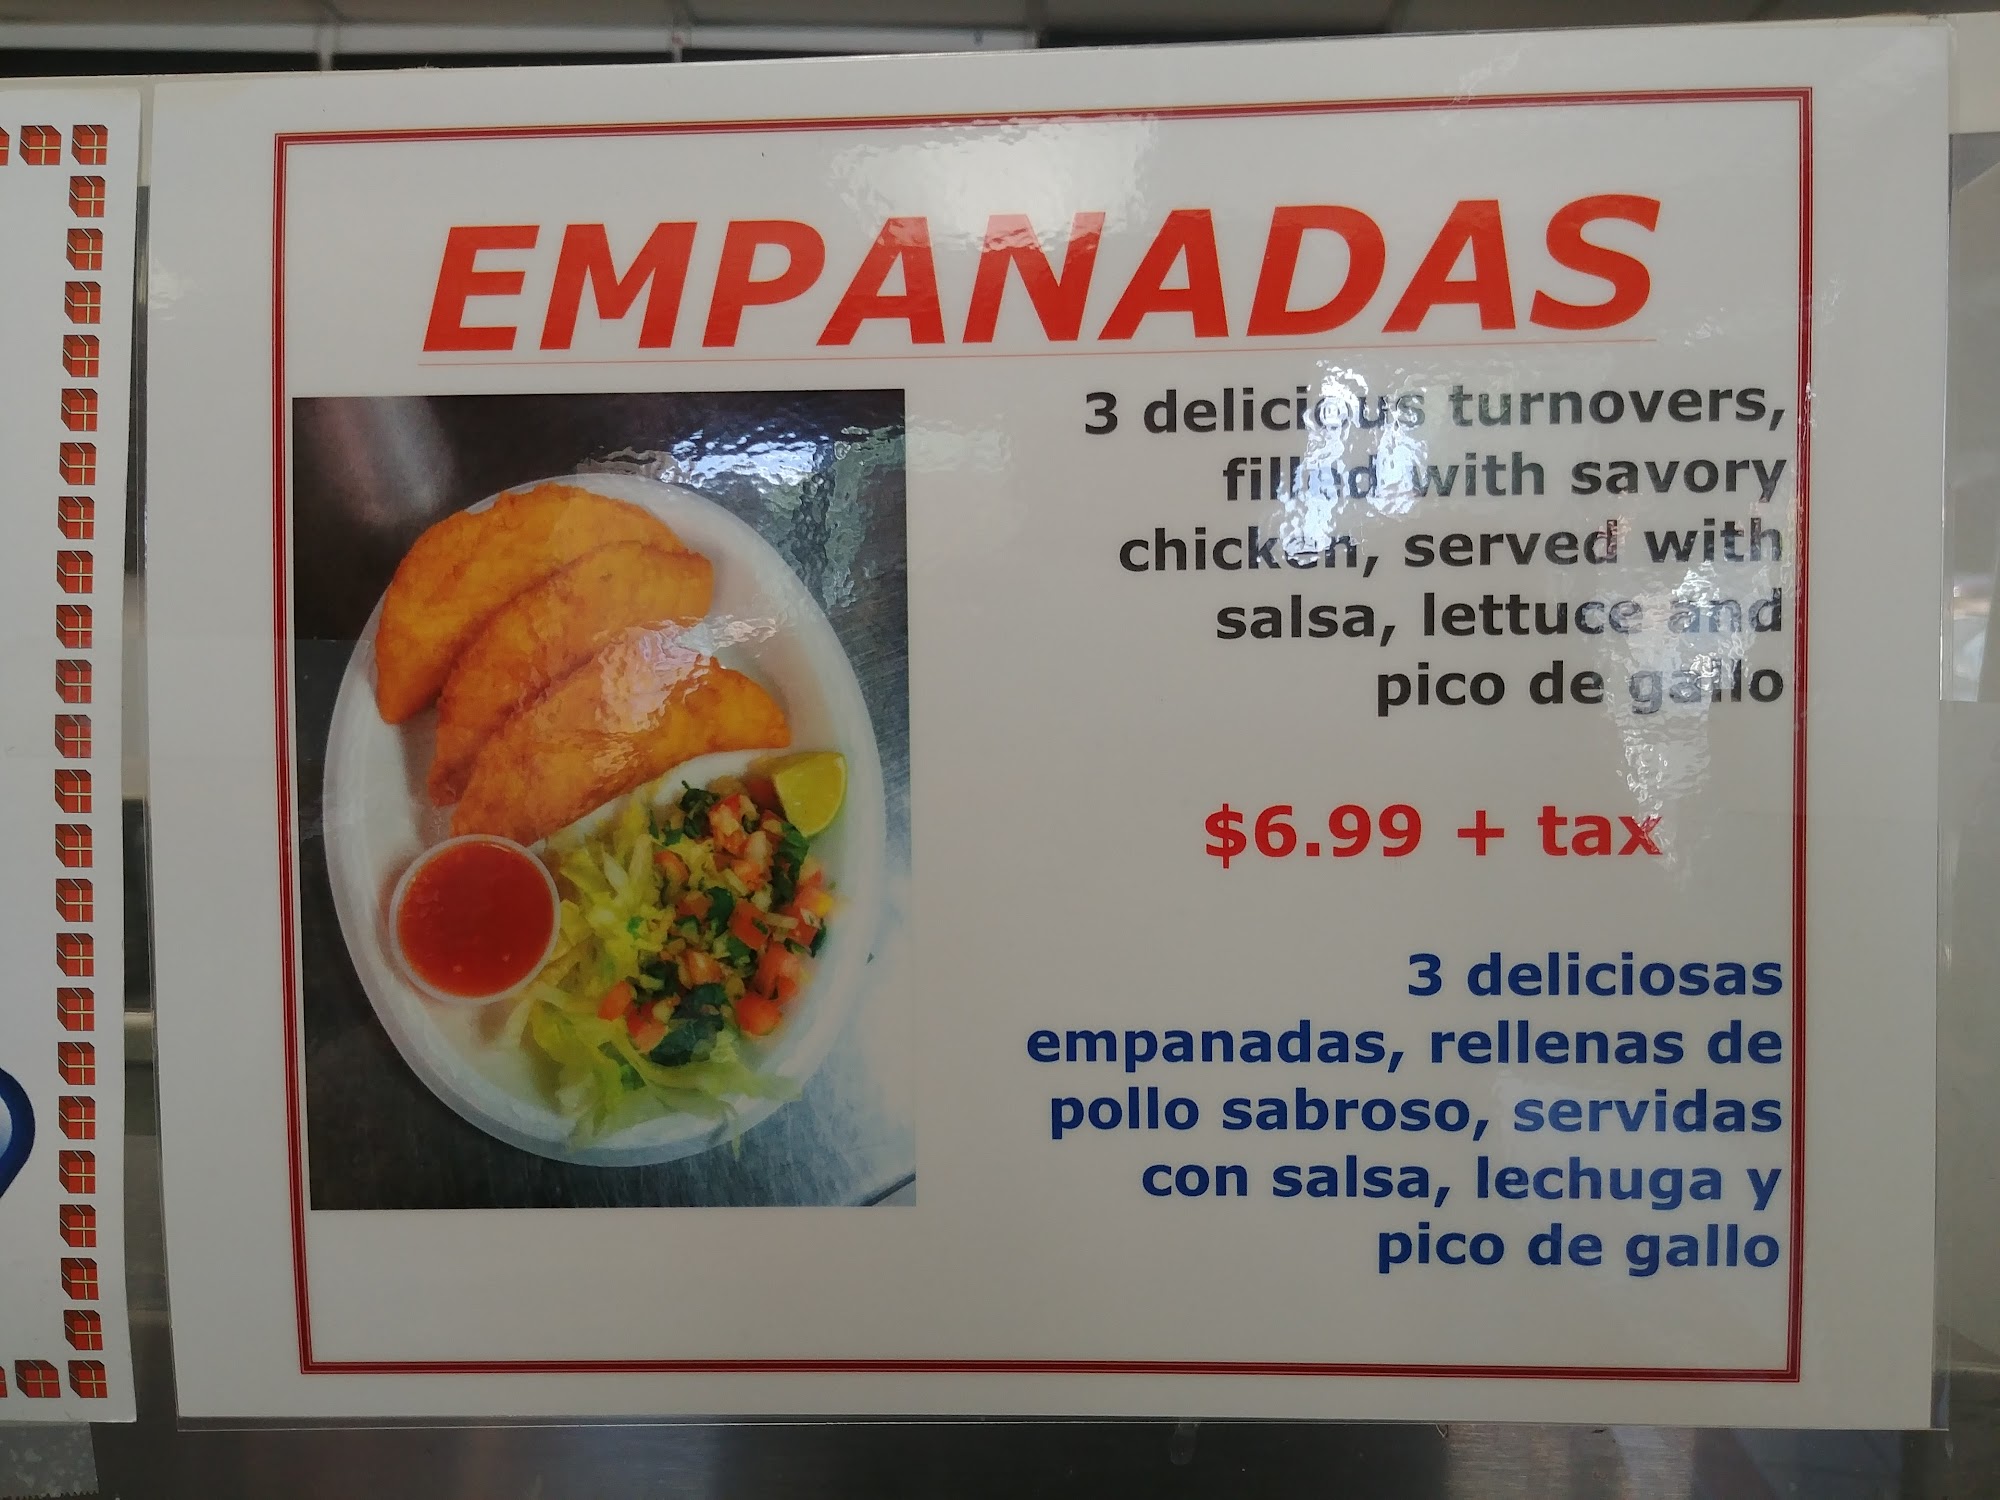 EMPANADAS
3 delicious turnovers,
filled with savory
chicken, served with
salsa, lettuce and
pico de gallo
$6.99 + tax
3 deliciosas
empanadas, rellenas de
pollo sabroso, servidas
con salsa, lechuga y
pico de gallo